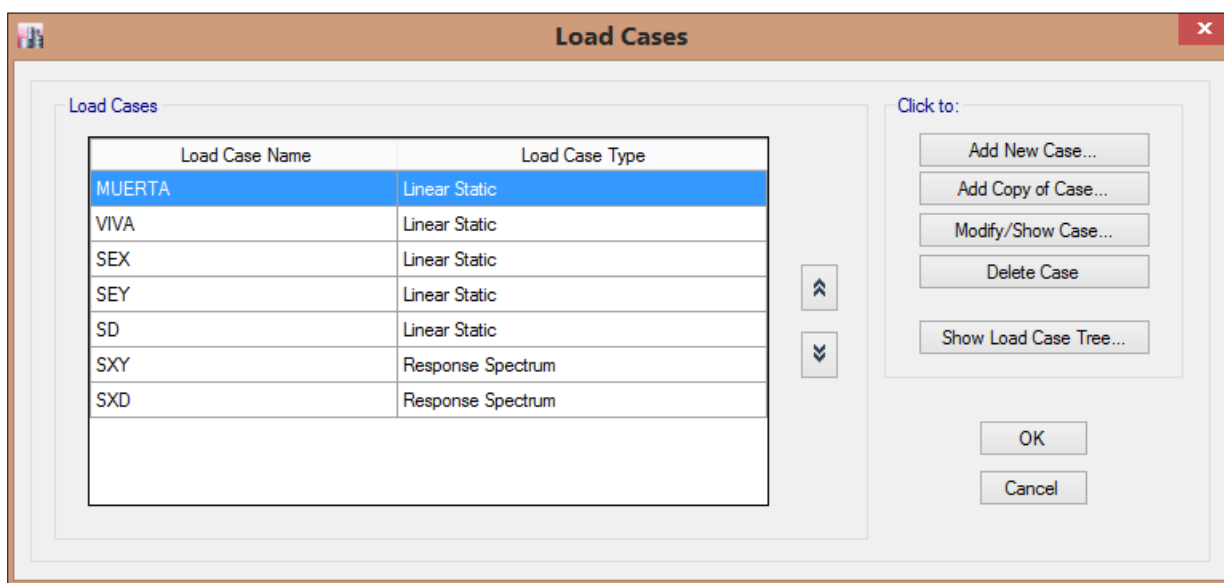 Load Cases
Load Cases
Load Case Name Load Case Type
MUERTA Linear Static
VIVA Linear Static
SEX Linear Static
SEY Linear Static
SD Linear Static
SXY Response Spectrum
SXD Response Spectrum
Click to:
Add New Case...
Add Copy of Case...
Modify/Show Case...
Delete Case
Show Load Case Tree...
OK
Cancel